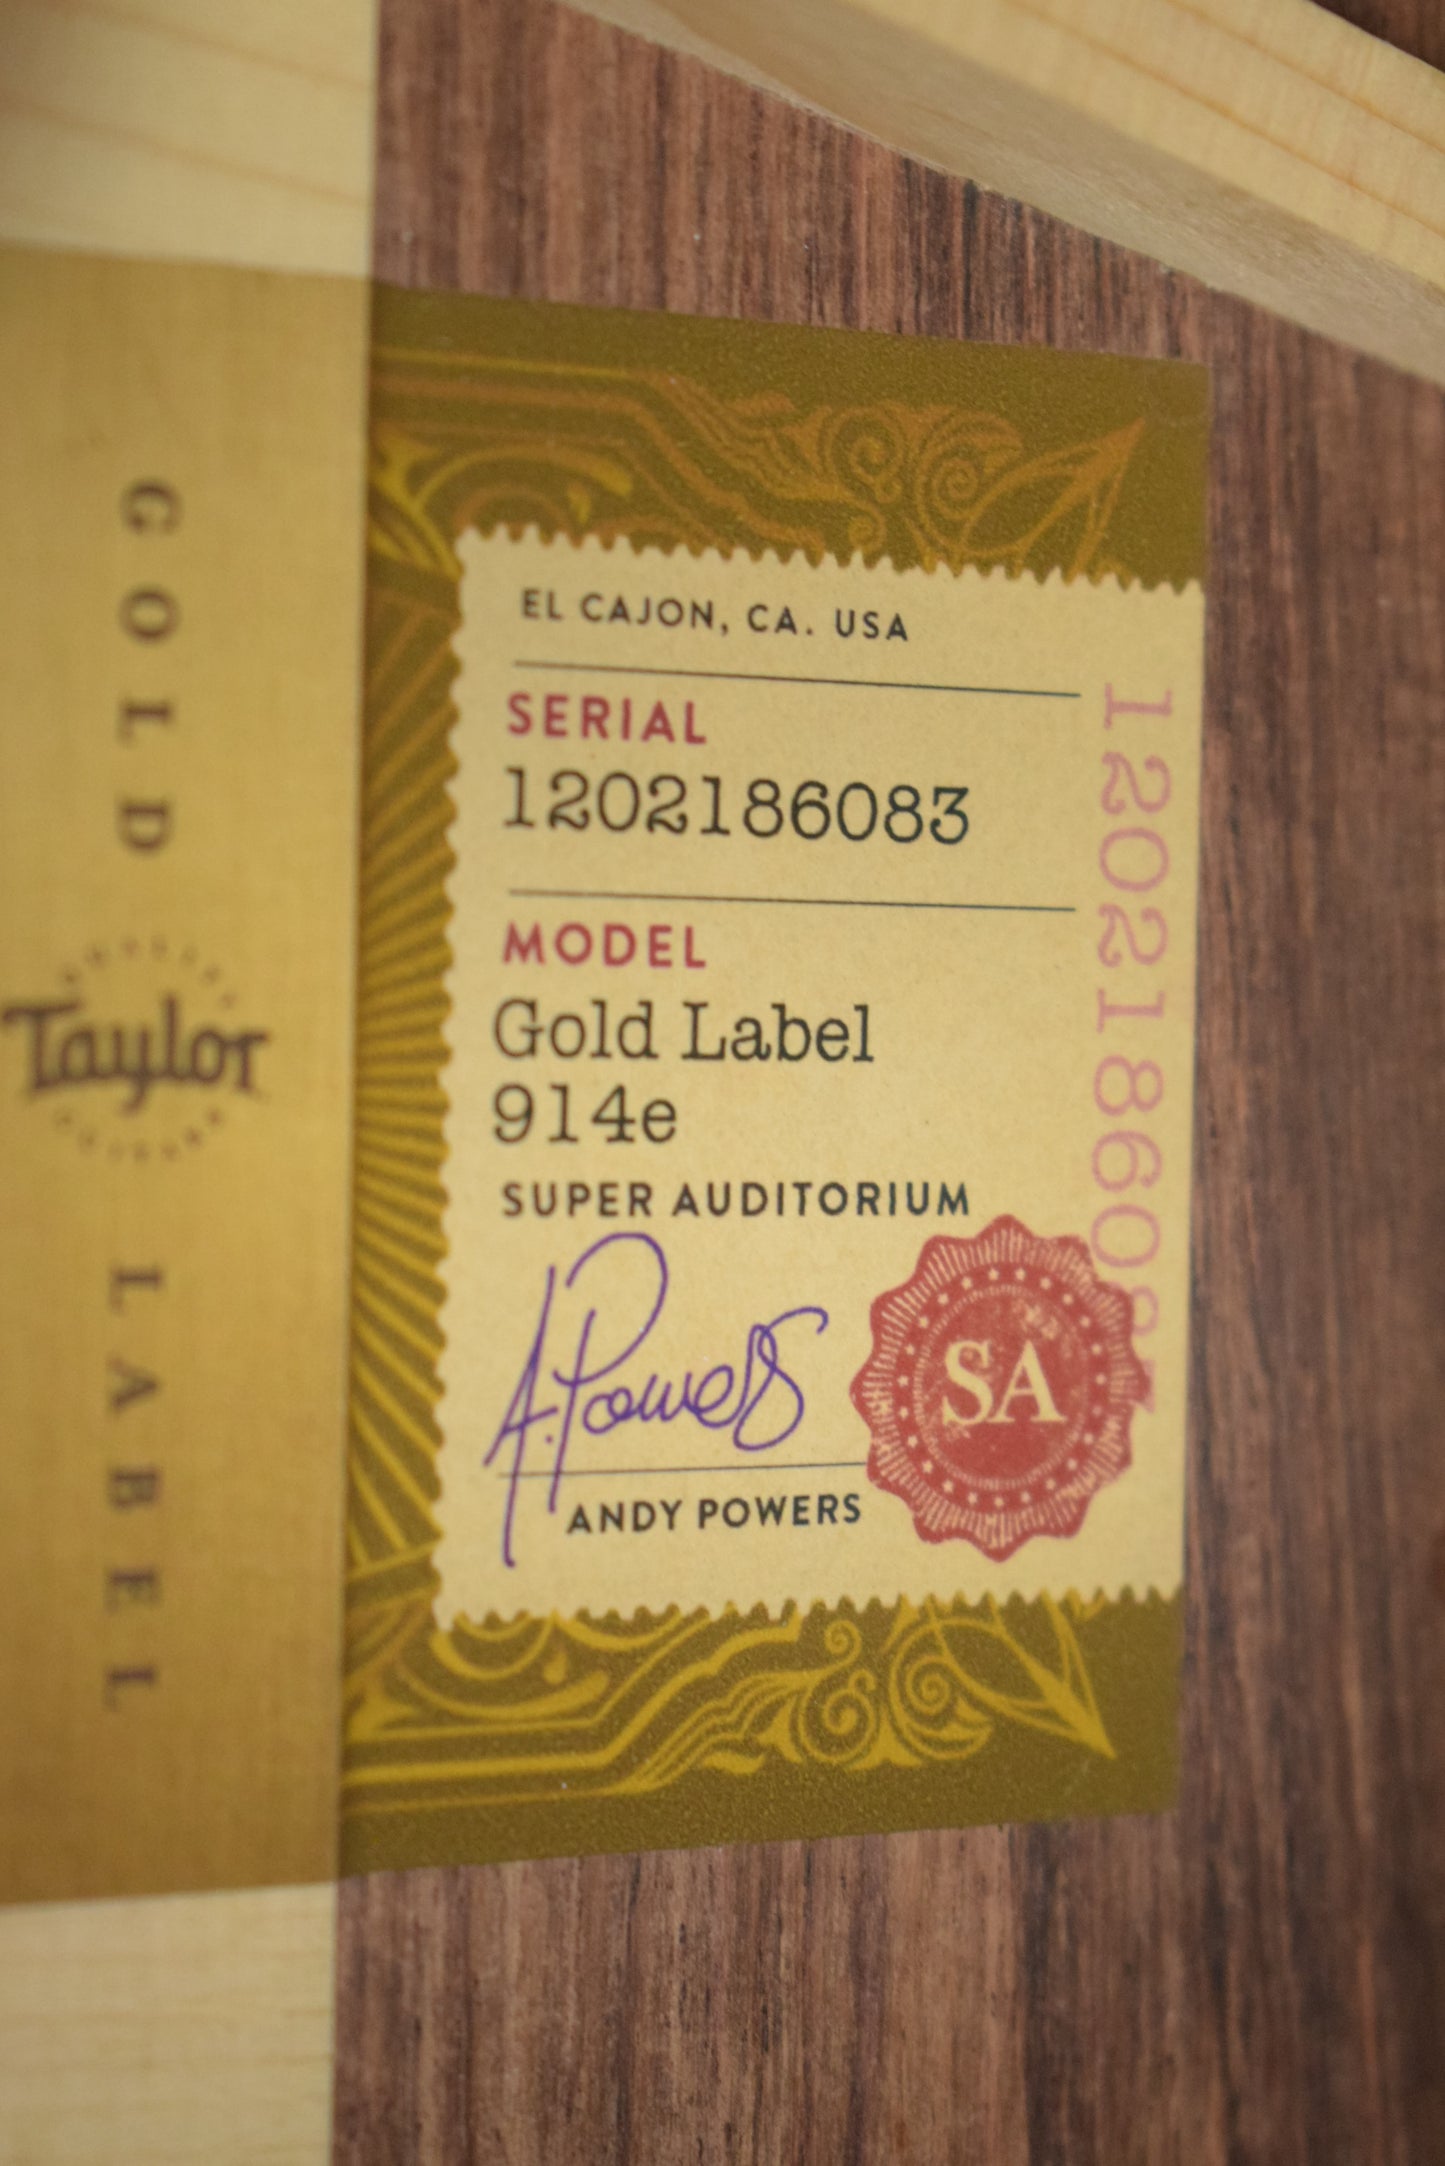 GOLD
Taylor
LABEL
EL CAJON, CA. USA
SERIAL
1202186083
MODEL
Gold Label
914e
SUPER AUDITORIUM
A. Powers
ANDY POWERS
SA
1202186083